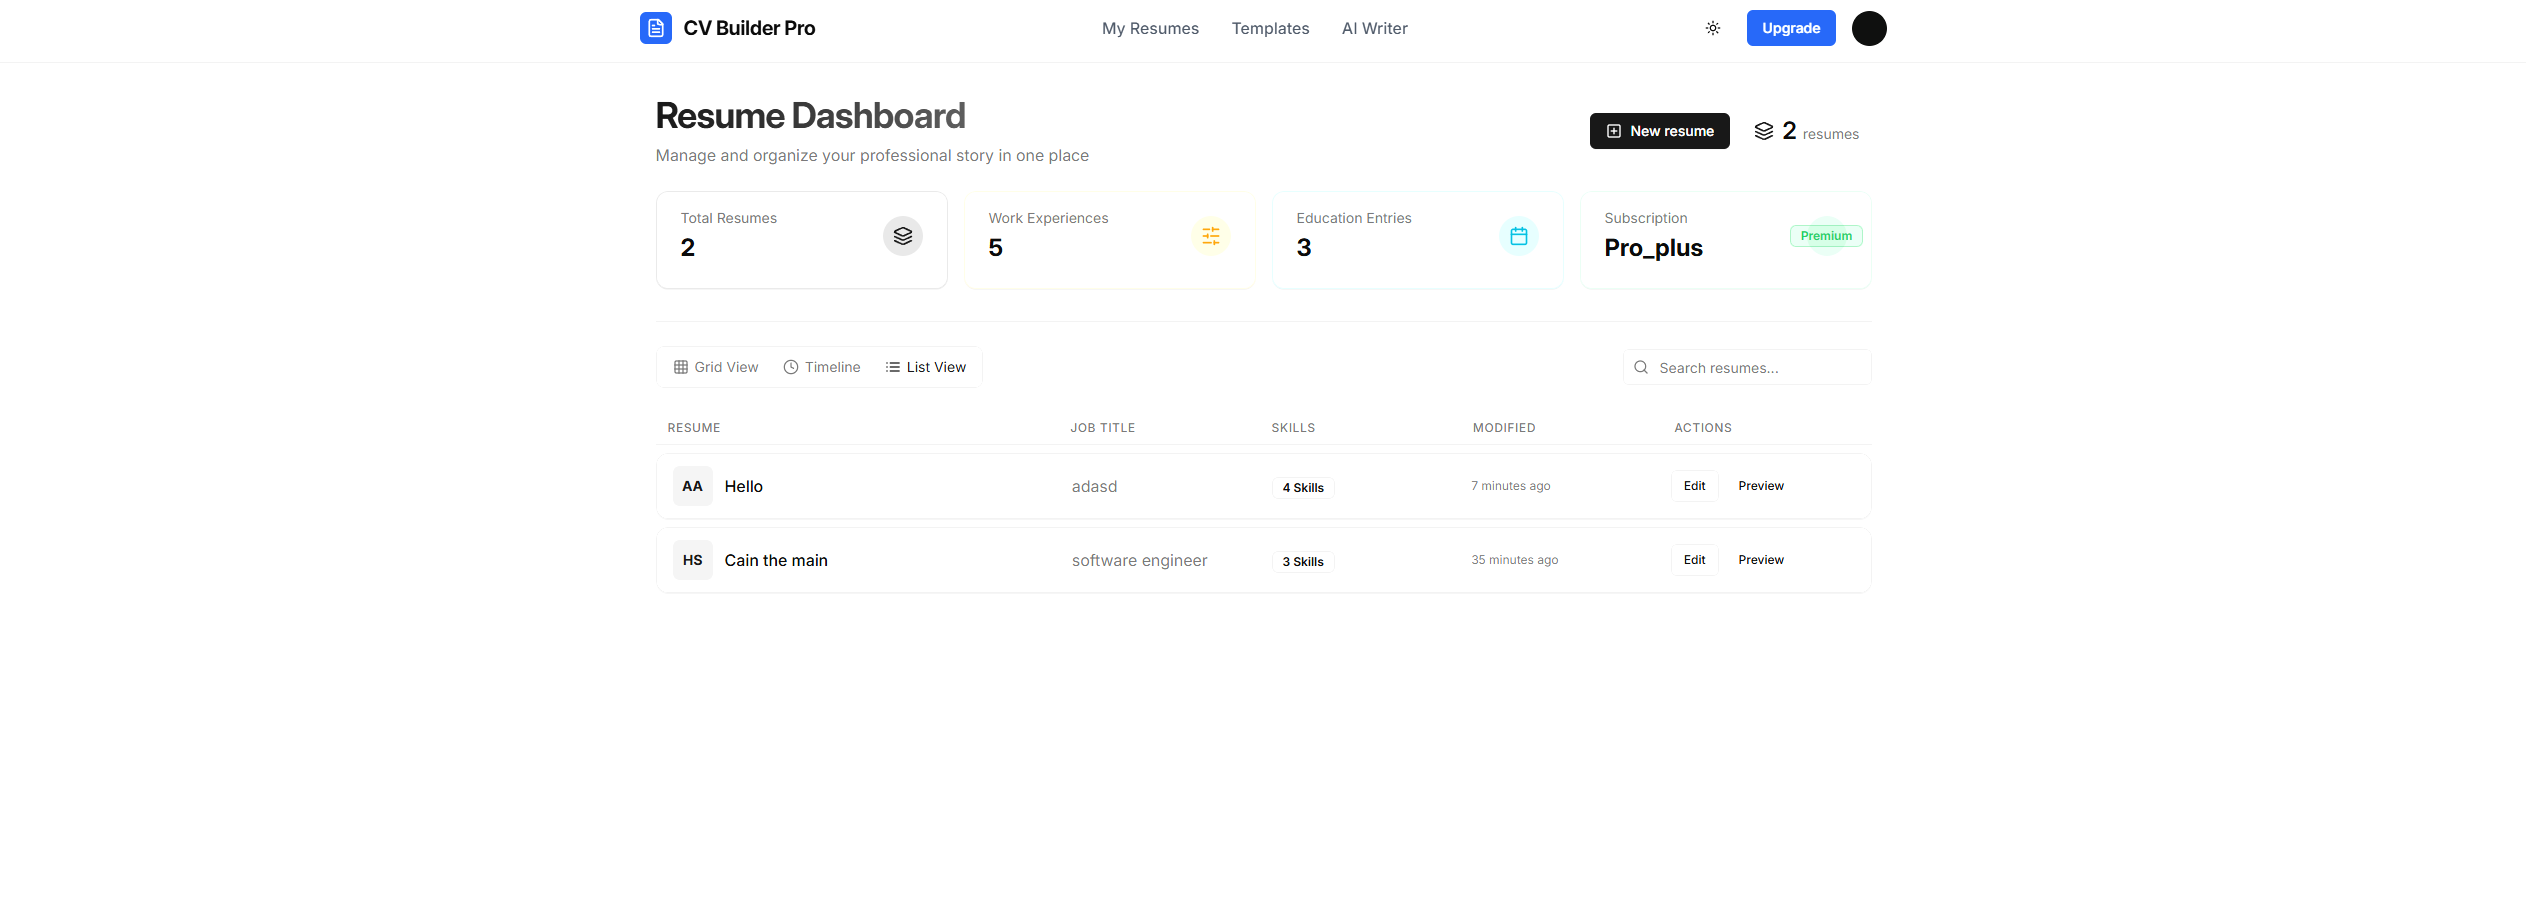 CV Builder Pro
My Resumes Templates AI Writer
Upgrade
Resume Dashboard
Manage and organize your professional story in one place
New resume
2 resumes
Total Resumes
2
Work Experiences
5
Education Entries
3
Subscription
Pro_plus
Premium
Grid View Timeline List View
Search resumes...
RESUME JOB TITLE SKILLS MODIFIED ACTIONS
AA Hello adasd 4 Skills 7 minutes ago Edit Preview
HS Cain the main software engineer 3 Skills 35 minutes ago Edit Preview